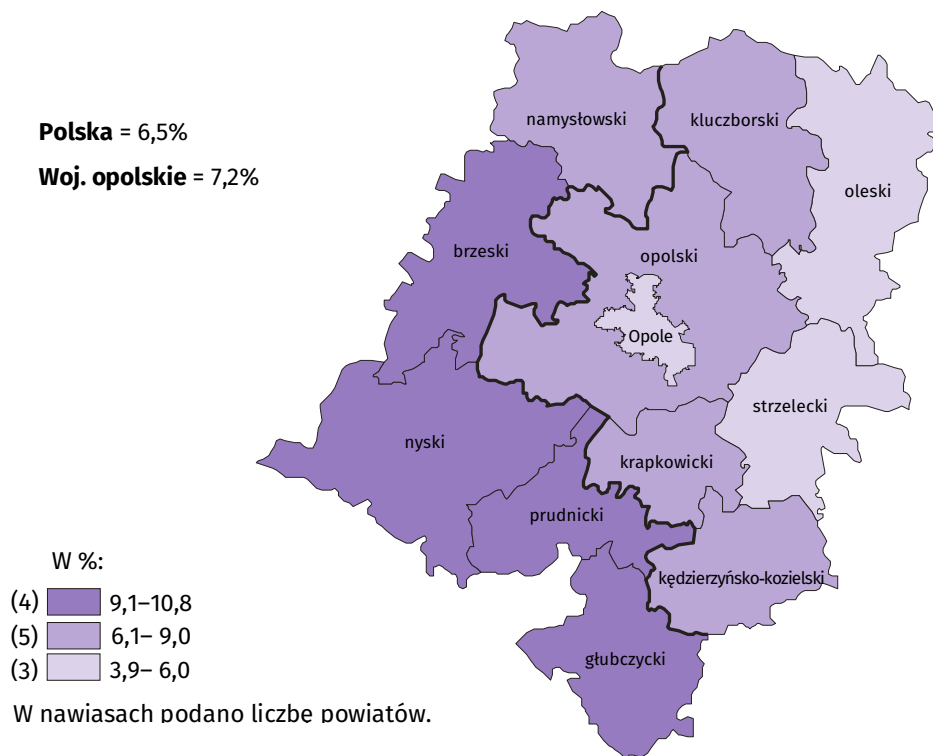 Polska = 6,5%
Woj. opolskie = 7,2%
namysłowski
kluczborski
oleski
brzeski
opolski
Opole
strzelecki
nyski
krapkowicki
prudnicki
kędzierzyńsko-kozielski
głubczycki
W %:
(4) 9,1–10,8
(5) 6,1– 9,0
(3) 3,9– 6,0
W nawiasach podano liczbę powiatów.